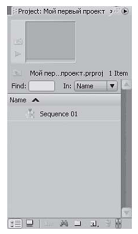 Project: Мой первый проект
Мой пер...проект.prproj 1 Item
Find: In: Name
Name
Sequence 01